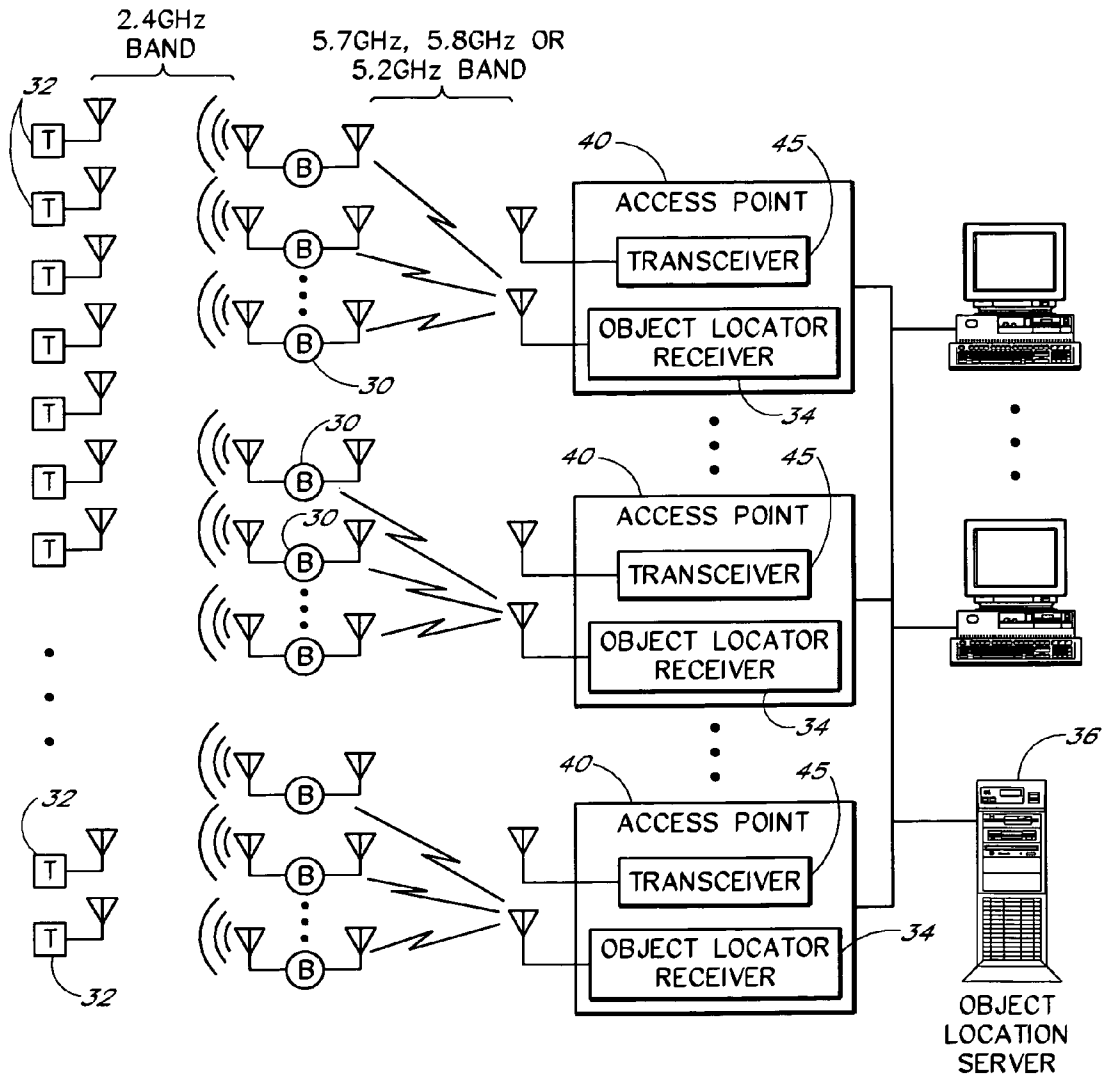 2.4GHz
BAND
5.7GHz, 5.8GHz OR
5.2GHz BAND
32
T
T
T
T
T
T
T
B
B
B
30
40
45
ACCESS POINT
TRANSCEIVER
OBJECT LOCATOR
RECEIVER
34
30
B
30
B
B
40
45
ACCESS POINT
TRANSCEIVER
OBJECT LOCATOR
RECEIVER
34
32
T
T
32
B
B
B
30
40
45
ACCESS POINT
TRANSCEIVER
OBJECT LOCATOR
RECEIVER
34
36
OBJECT
LOCATION
SERVER